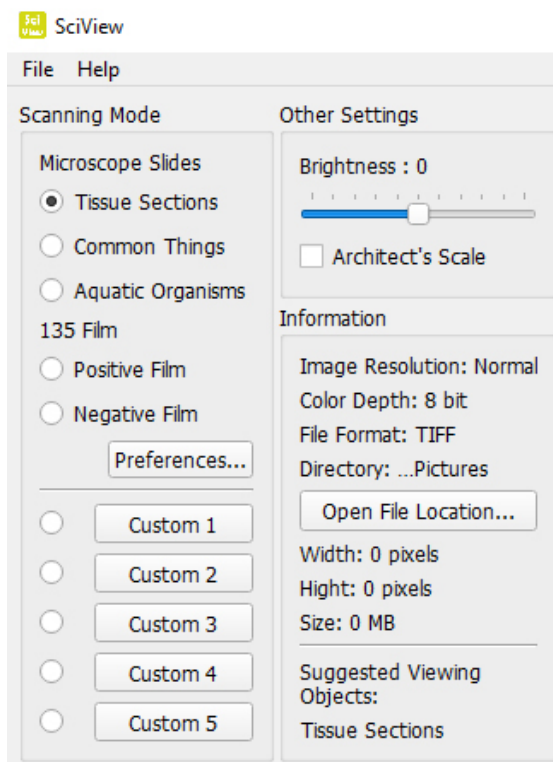 Sci View
SciView
File Help
Scanning Mode
Microscope Slides
Tissue Sections
Common Things
Aquatic Organisms
135 Film
Positive Film
Negative Film
Preferences...
Custom 1
Custom 2
Custom 3
Custom 4
Custom 5
Other Settings
Brightness : 0
Architect's Scale
Information
Image Resolution: Normal
Color Depth: 8 bit
File Format: TIFF
Directory: ...Pictures
Open File Location...
Width: 0 pixels
Hight: 0 pixels
Size: 0 MB
Suggested Viewing
Objects:
Tissue Sections